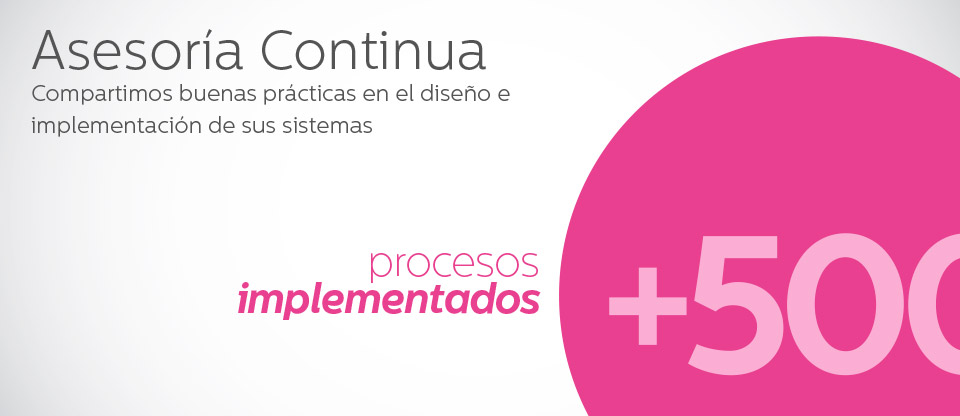 Asesoría Continua
Compartimos buenas prácticas en el diseño e
implementación de sus sistemas
procesos
implementados
+500